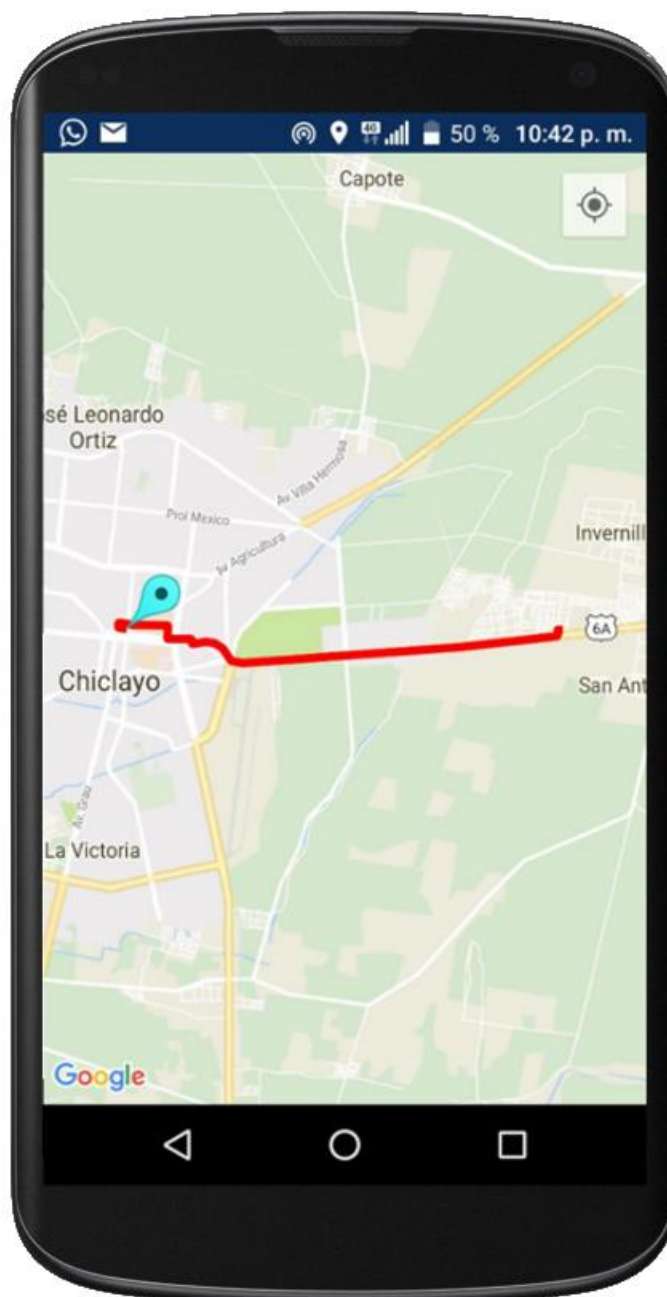 4G 50 % 10:42 p. m.
Capote
sé Leonardo
Ortiz
Av Villa Hermosa
Prol Mexico
Av Agricultura
Invernill
6A
Chiclayo
San Ant
Av. Grau
La Victoria
Google